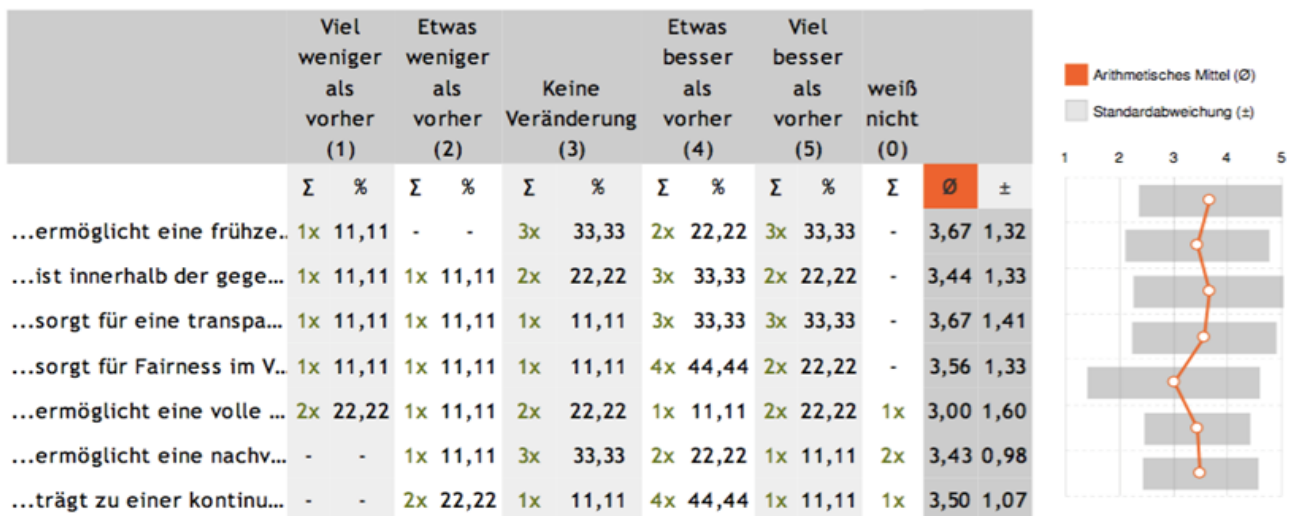 Viel Etwas Etwas Viel
weniger weniger besser besser
als als Keine als als weiß
vorher vorher Veränderung vorher vorher nicht
(1) (2) (3) (4) (5) (0)
Σ % Σ % Σ % Σ % Σ % Σ Ø ±
...ermöglicht eine frühze.. 1x 11,11 - - 3x 33,33 2x 22,22 3x 33,33 - 3,67 1,32
...ist innerhalb der gege... 1x 11,11 1x 11,11 2x 22,22 3x 33,33 2x 22,22 - 3,44 1,33
...sorgt für eine transpa... 1x 11,11 1x 11,11 1x 11,11 3x 33,33 3x 33,33 - 3,67 1,41
...sorgt für Fairness im V... 1x 11,11 1x 11,11 1x 11,11 4x 44,44 2x 22,22 - 3,56 1,33
...ermöglicht eine volle ... 2x 22,22 1x 11,11 2x 22,22 1x 11,11 2x 22,22 1x 3,00 1,60
...ermöglicht eine nachv... - - 1x 11,11 3x 33,33 2x 22,22 1x 11,11 2x 3,43 0,98
...trägt zu einer kontinu... - - 2x 22,22 1x 11,11 4x 44,44 1x 11,11 1x 3,50 1,07
Arithmetisches Mittel (Ø)
Standardabweichung (±)
1 2 3 4 5